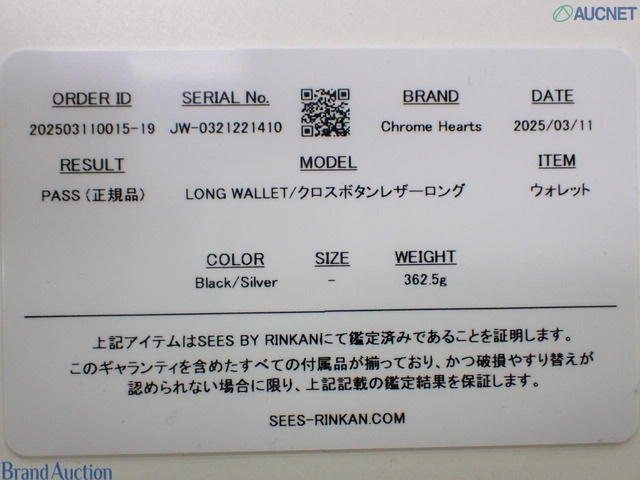 AUCNET
ORDER ID SERIAL No. BRAND DATE
202503110015-19 JW-0321221410 Chrome Hearts 2025/03/11
RESULT MODEL ITEM
PASS (正規品) LONG WALLET/クロスボタンレザーロング ウォレット
COLOR SIZE WEIGHT
Black/Silver - 362.5g
上記アイテムはSEES BY RINKANにて鑑定済みであることを証明します。
このギャランティを含めたすべての付属品が揃っており、かつ破損やすり替えが
認められない場合に限り、上記記載の鑑定結果を保証します。
SEES-RINKAN.COM
Brand Auction